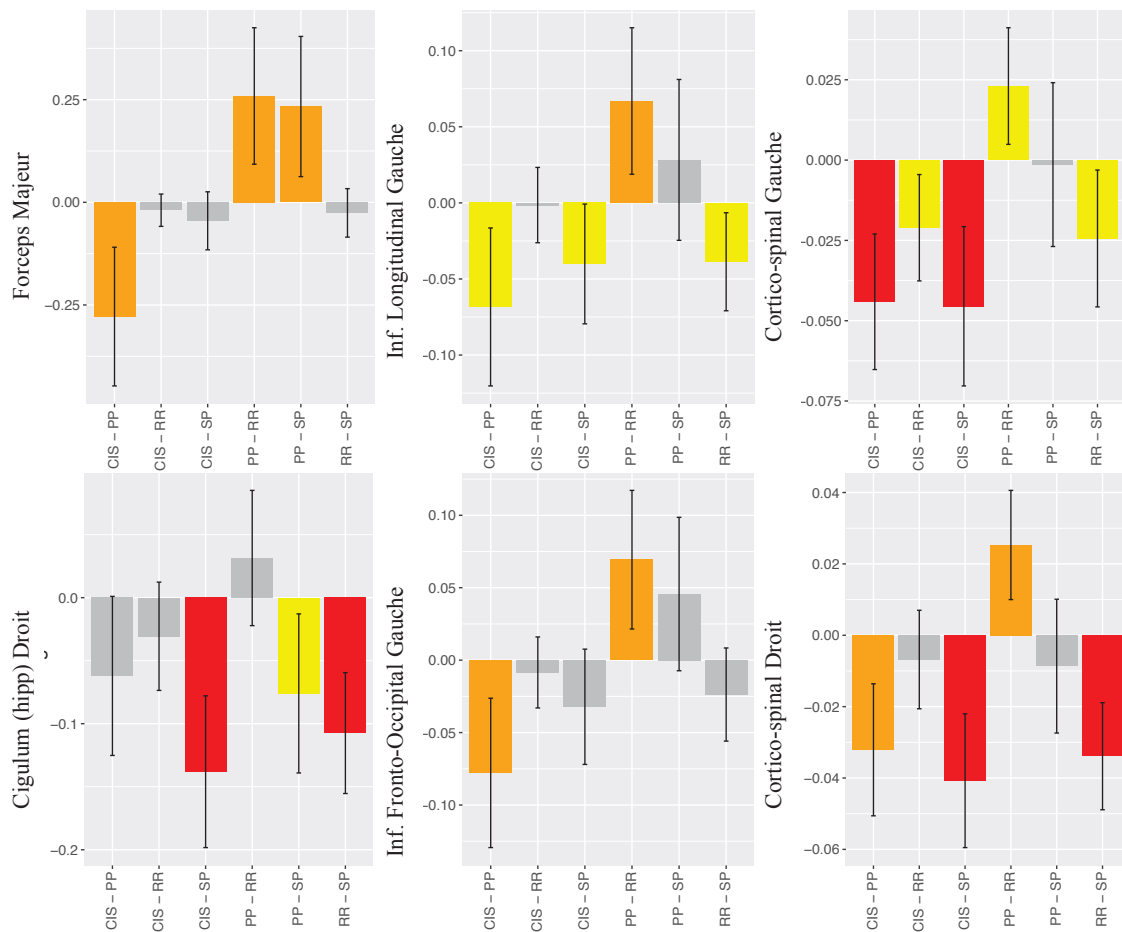 Forceps Majeur
0.25
0.00
−0.25
CIS − PP
CIS − RR
CIS − SP
PP − RR
PP − SP
RR − SP
Inf. Longitudinal Gauche
0.10
0.05
0.00
−0.05
−0.10
CIS − PP
CIS − RR
CIS − SP
PP − RR
PP − SP
RR − SP
Cortico-spinal Gauche
0.025
0.000
-0.025
-0.050
-0.075
CIS − PP
CIS − RR
CIS − SP
PP − RR
PP − SP
RR − SP
Cigulum (hipp) Droit
0.0
−0.1
−0.2
CIS − PP
CIS − RR
CIS − SP
PP − RR
PP − SP
RR − SP
Inf. Fronto-Occipital Gauche
0.10
0.05
0.00
−0.05
−0.10
CIS − PP
CIS − RR
CIS − SP
PP − RR
PP − SP
RR − SP
Cortico-spinal Droit
0.04
0.02
0.00
−0.02
−0.04
−0.06
CIS − PP
CIS − RR
CIS − SP
PP − RR
PP − SP
RR − SP